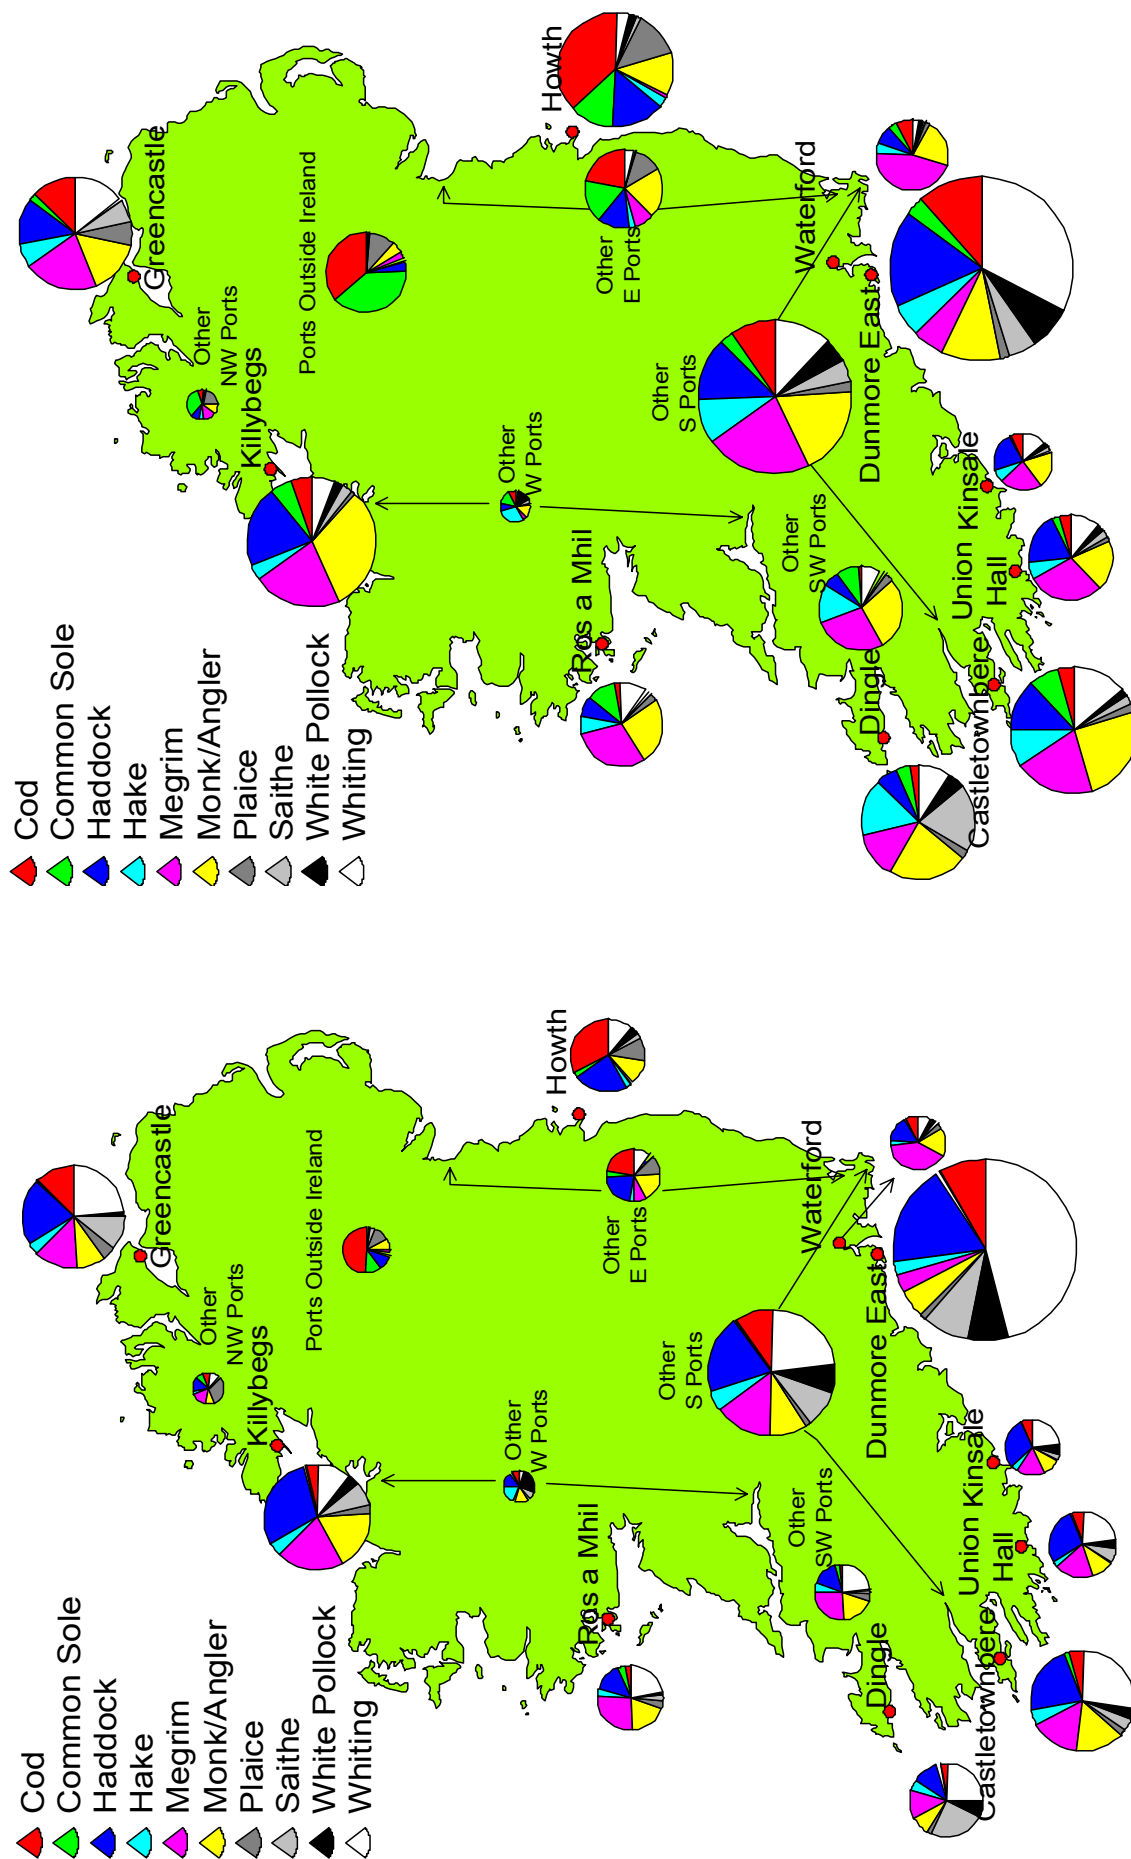 Cod
Common Sole
Haddock
Hake
Megrim
Monk/Angler
Plaice
Saithe
White Pollock
Whiting
Greencastle
Other
NW Ports
Killybegs
Ports Outside Ireland
Howth
Other
E Ports
Other
W Ports
Ros a Mhil
Other
S Ports
Waterford
Dunmore East
Other
SW Ports
Dingle
Kinsale
Union
Hall
Castletownbere
Cod
Common Sole
Haddock
Hake
Megrim
Monk/Angler
Plaice
Saithe
White Pollock
Whiting
Greencastle
Other
NW Ports
Killybegs
Ports Outside Ireland
Howth
Other
E Ports
Other
W Ports
Ros a Mhil
Other
S Ports
Waterford
Dunmore East
Other
SW Ports
Dingle
Kinsale
Union
Hall
Castletownbere